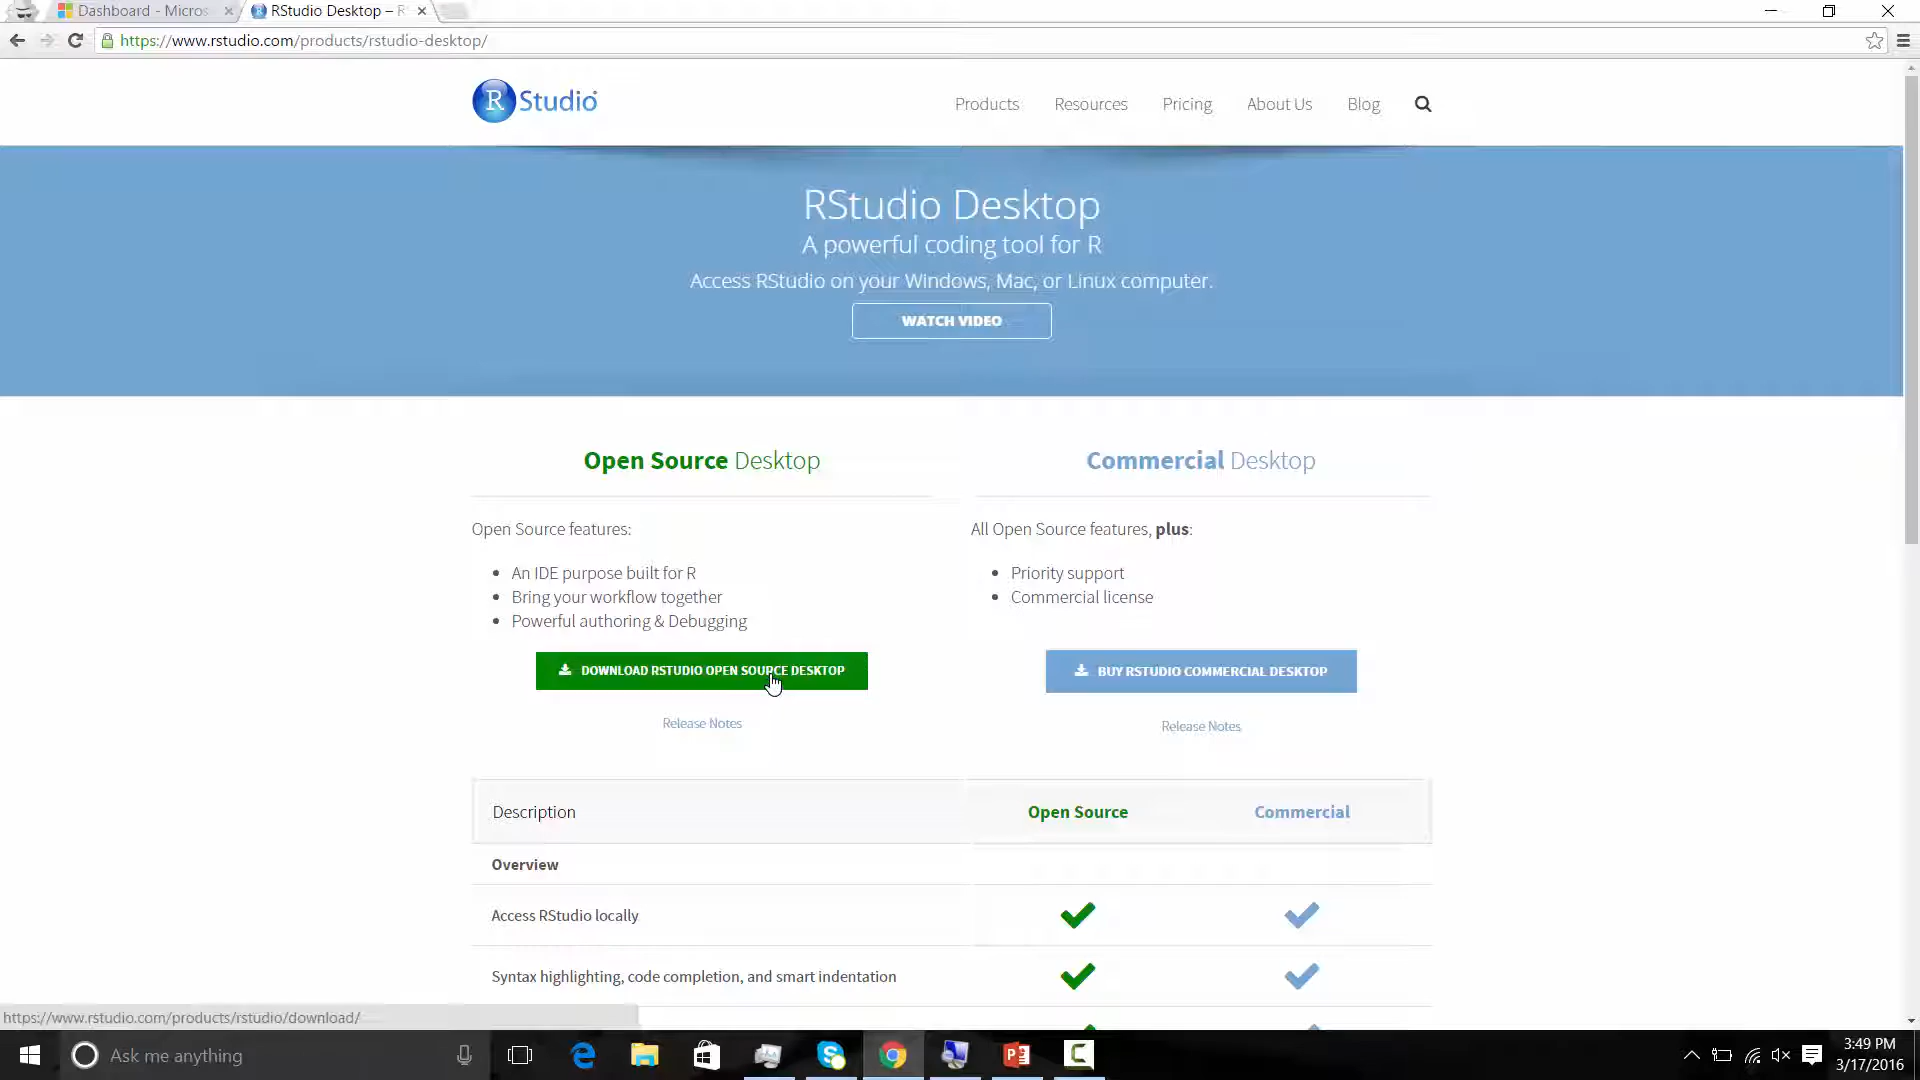 Dashboard - Micros
RStudio Desktop – R
https://www.rstudio.com/products/rstudio-desktop/
R Studio
Products Resources Pricing About Us Blog
RStudio Desktop
A powerful coding tool for R
Access RStudio on your Windows, Mac, or Linux computer.
WATCH VIDEO
Open Source Desktop
Open Source features:
An IDE purpose built for R
Bring your workflow together
Powerful authoring & Debugging
DOWNLOAD RSTUDIO OPEN SOURCE DESKTOP
Release Notes
Commercial Desktop
All Open Source features, plus:
Priority support
Commercial license
BUY RSTUDIO COMMERCIAL DESKTOP
Release Notes
Description Open Source Commercial
Overview
Access RStudio locally
Syntax highlighting, code completion, and smart indentation
https://www.rstudio.com/products/rstudio/download/
Ask me anything
3:49 PM
3/17/2016